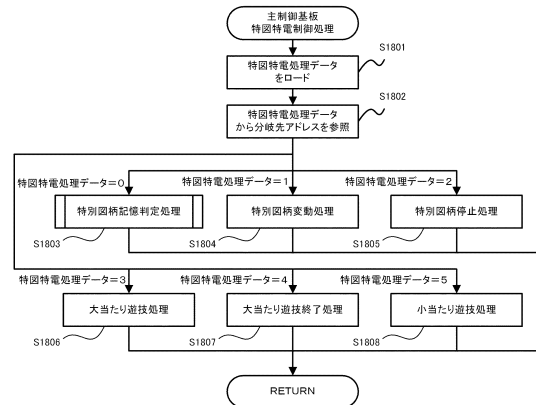 主制御基板
特図特電制御処理
S1801
特図特電処理データ
をロード
S1802
特図特電処理データ
から分岐先アドレスを参照
特図特電処理データ=0
特図特電処理データ=1
特図特電処理データ=2
特別図柄記憶判定処理
特別図柄変動処理
特別図柄停止処理
S1803
S1804
S1805
特図特電処理データ=3
特図特電処理データ=4
特図特電処理データ=5
大当たり遊技処理
大当たり遊技終了処理
小当たり遊技処理
S1806
S1807
S1808
RETURN